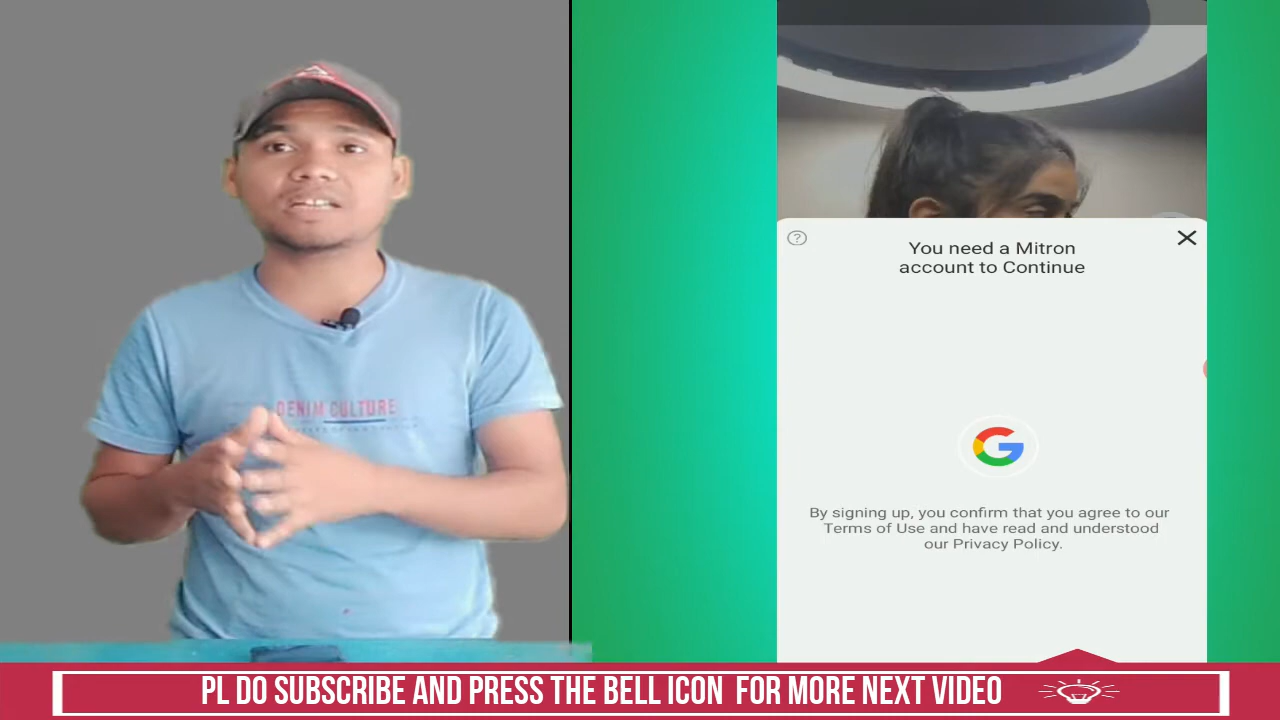 DENIM CULTURE
?
You need a Mitron
account to Continue
G
By signing up, you confirm that you agree to our
Terms of Use and have read and understood
our Privacy Policy.
PL DO SUBSCRIBE AND PRESS THE BELL ICON FOR MORE NEXT VIDEO